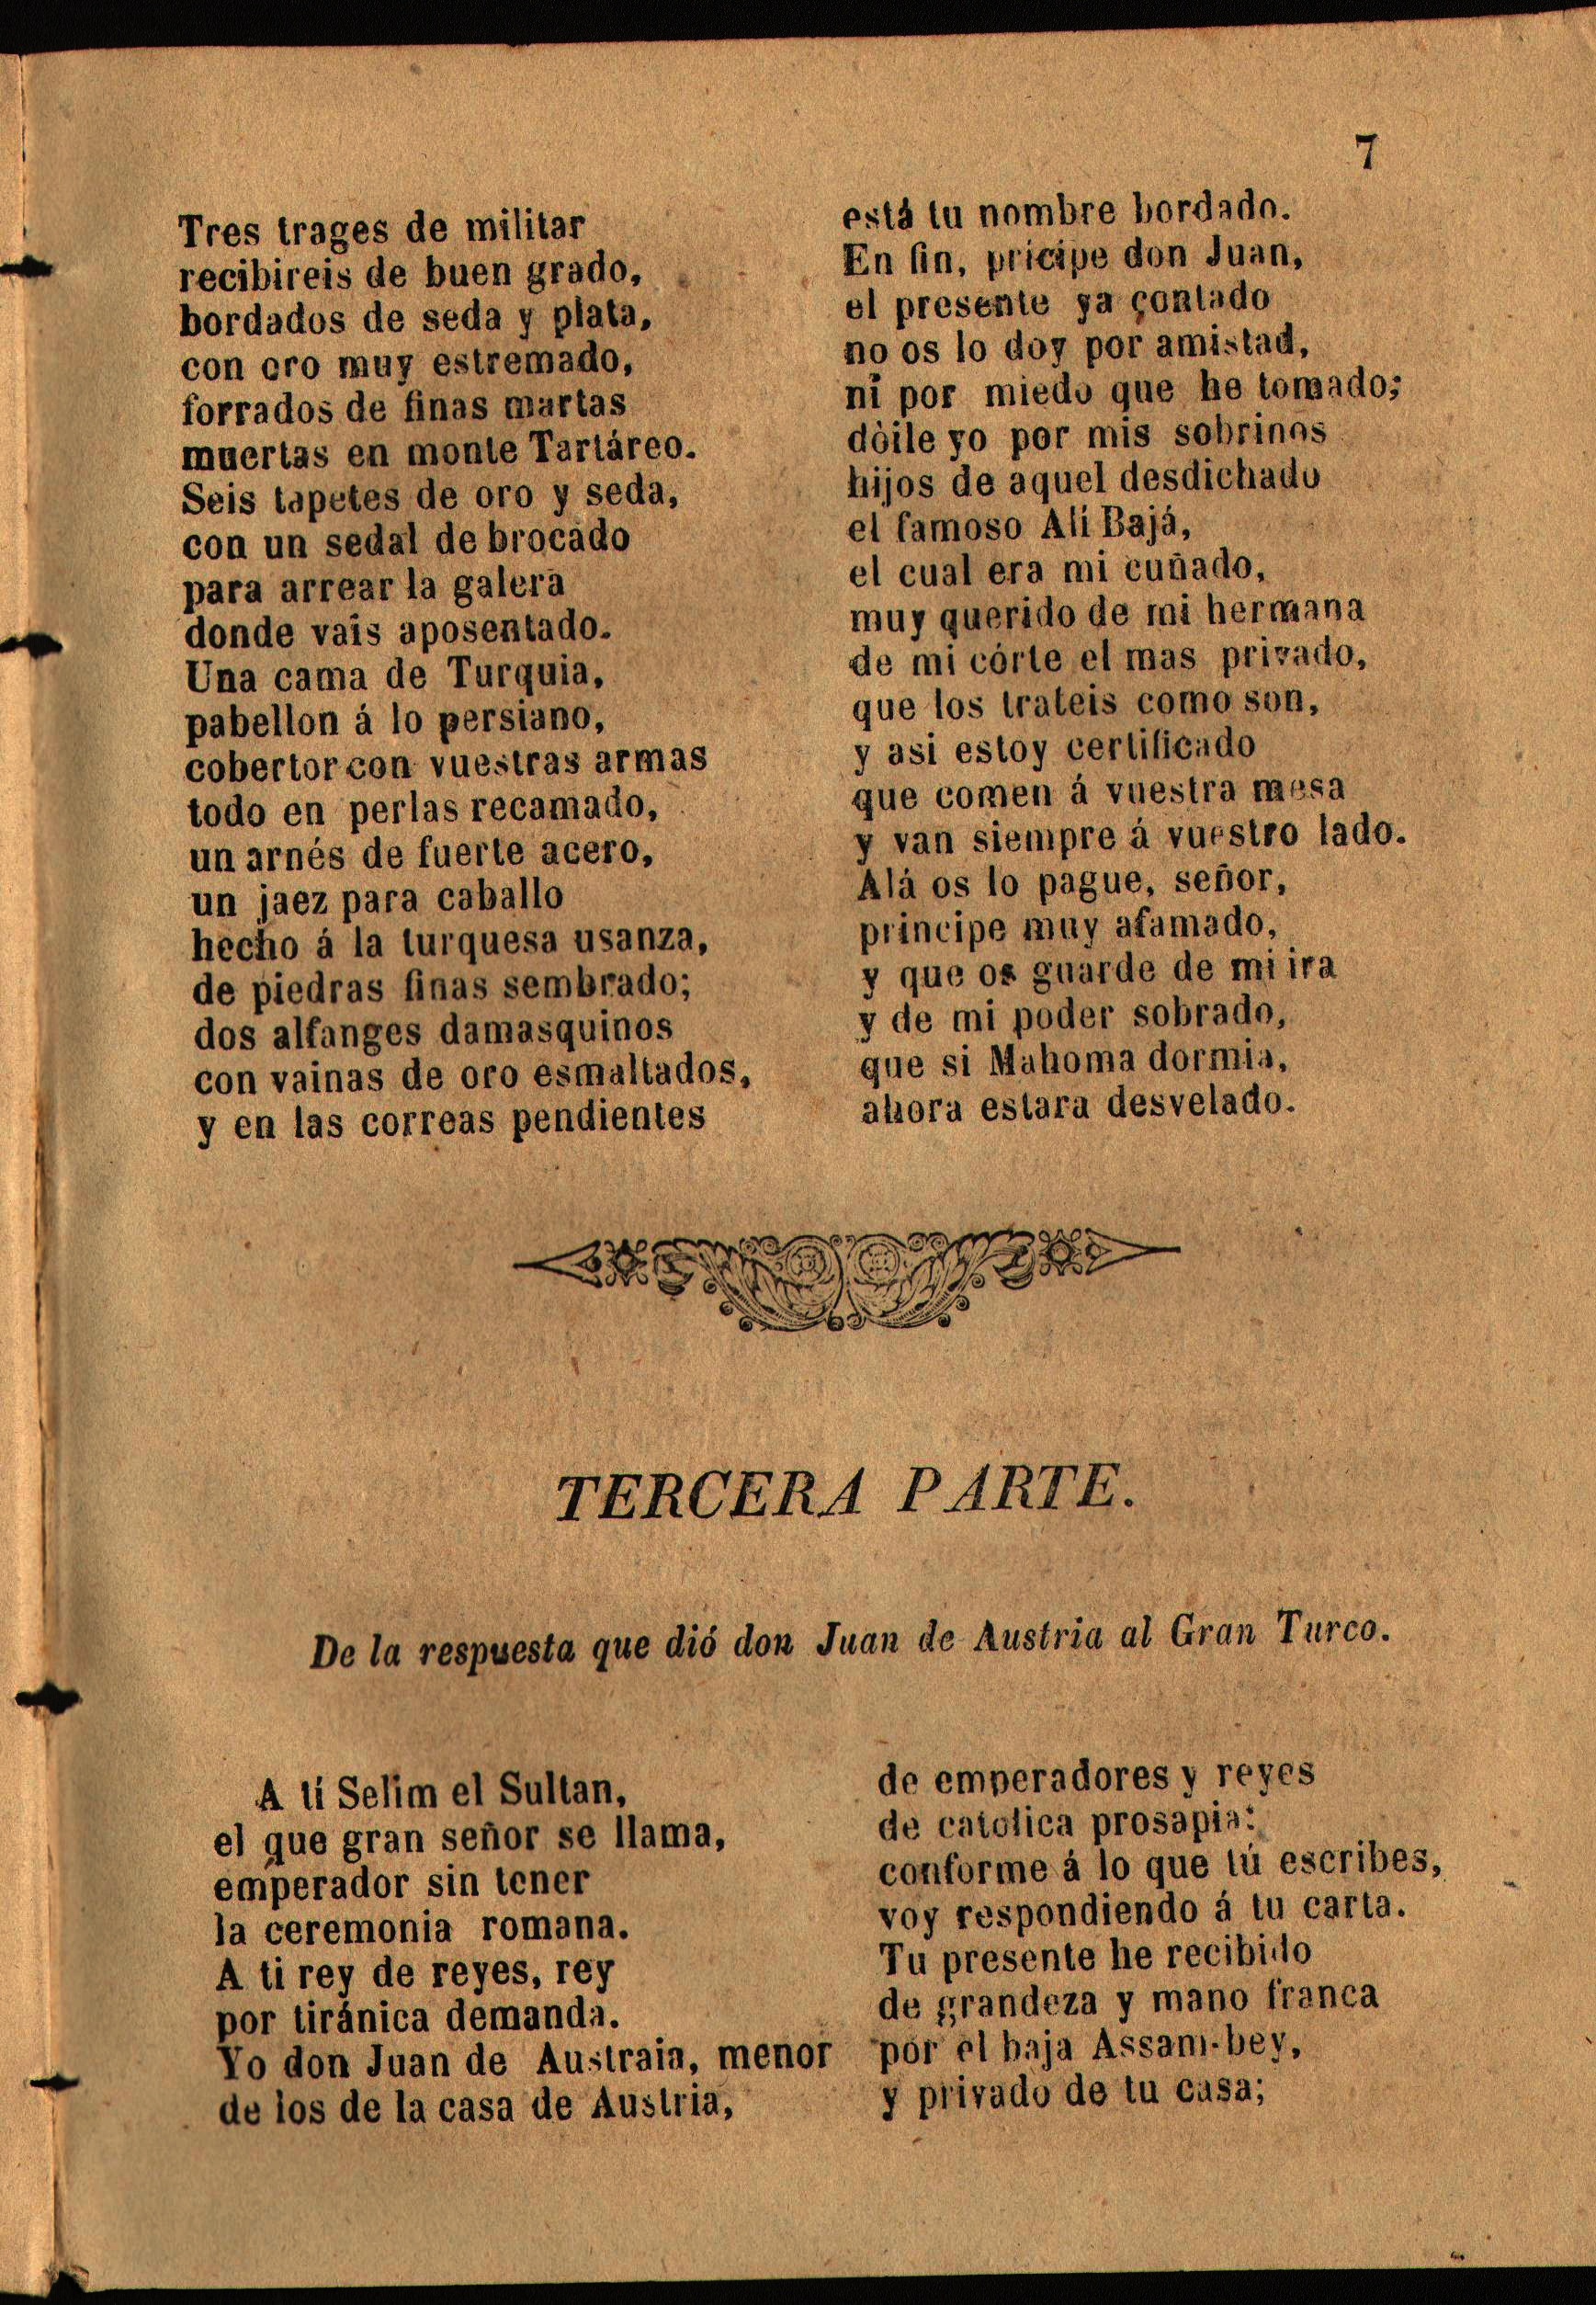 7
Tres trages de militar
recibireis de buen grado,
bordados de seda y plata,
con oro muy estremado,
forrados de finas martas
muertas en monte Tartáreo.
Seis tapetes de oro y seda,
con un sedal de brocado
para arrear la galera
donde vais aposentado.
Una cama de Turquia,
pabellon á lo persiano,
cobertor con vuestras armas
todo en perlas recamado,
un arnés de fuerte acero,
un jaez para caballo
hecho á la turquesa usanza,
de piedras finas sembrado;
dos alfanges damasquinos
con vainas de oro esmaltados,
y en las correas pendientes
está tu nombre bordado.
En fin, pricipe don Juan,
el presente ya contado
no os lo doy por amistad,
ni por miedo que he tomado;
dòile yo por mis sobrinos
hijos de aquel desdichado
el famoso Alí Bajá,
el cual era mi cuñado,
muy querido de mi hermana
de mi córte el mas privado,
que los trateis como son,
y asi estoy certificado
que comen á vuestra mesa
y van siempre á vuestro lado.
Alá os lo pague, señor,
principe muy afamado,
y que os guarde de mi ira
y de mi poder sobrado,
que si Mahoma dormia,
ahora estara desvelado.
TERCERA PARTE.
De la respuesta que dió don Juan de Austria al Gran Turco.
A tí Selim el Sultan,
el que gran señor se llama,
emperador sin tener
la ceremonia romana.
A ti rey de reyes, rey
por tiránica demanda.
Yo don Juan de Austraia, menor
de los de la casa de Austria,
de emperadores y reyes
de catolica prosapia:
conforme á lo que tú escribes,
voy respondiendo á tu carta.
Tu presente he recibido
de grandeza y mano franca
por el baja Assam-bey,
y privado de tu casa;